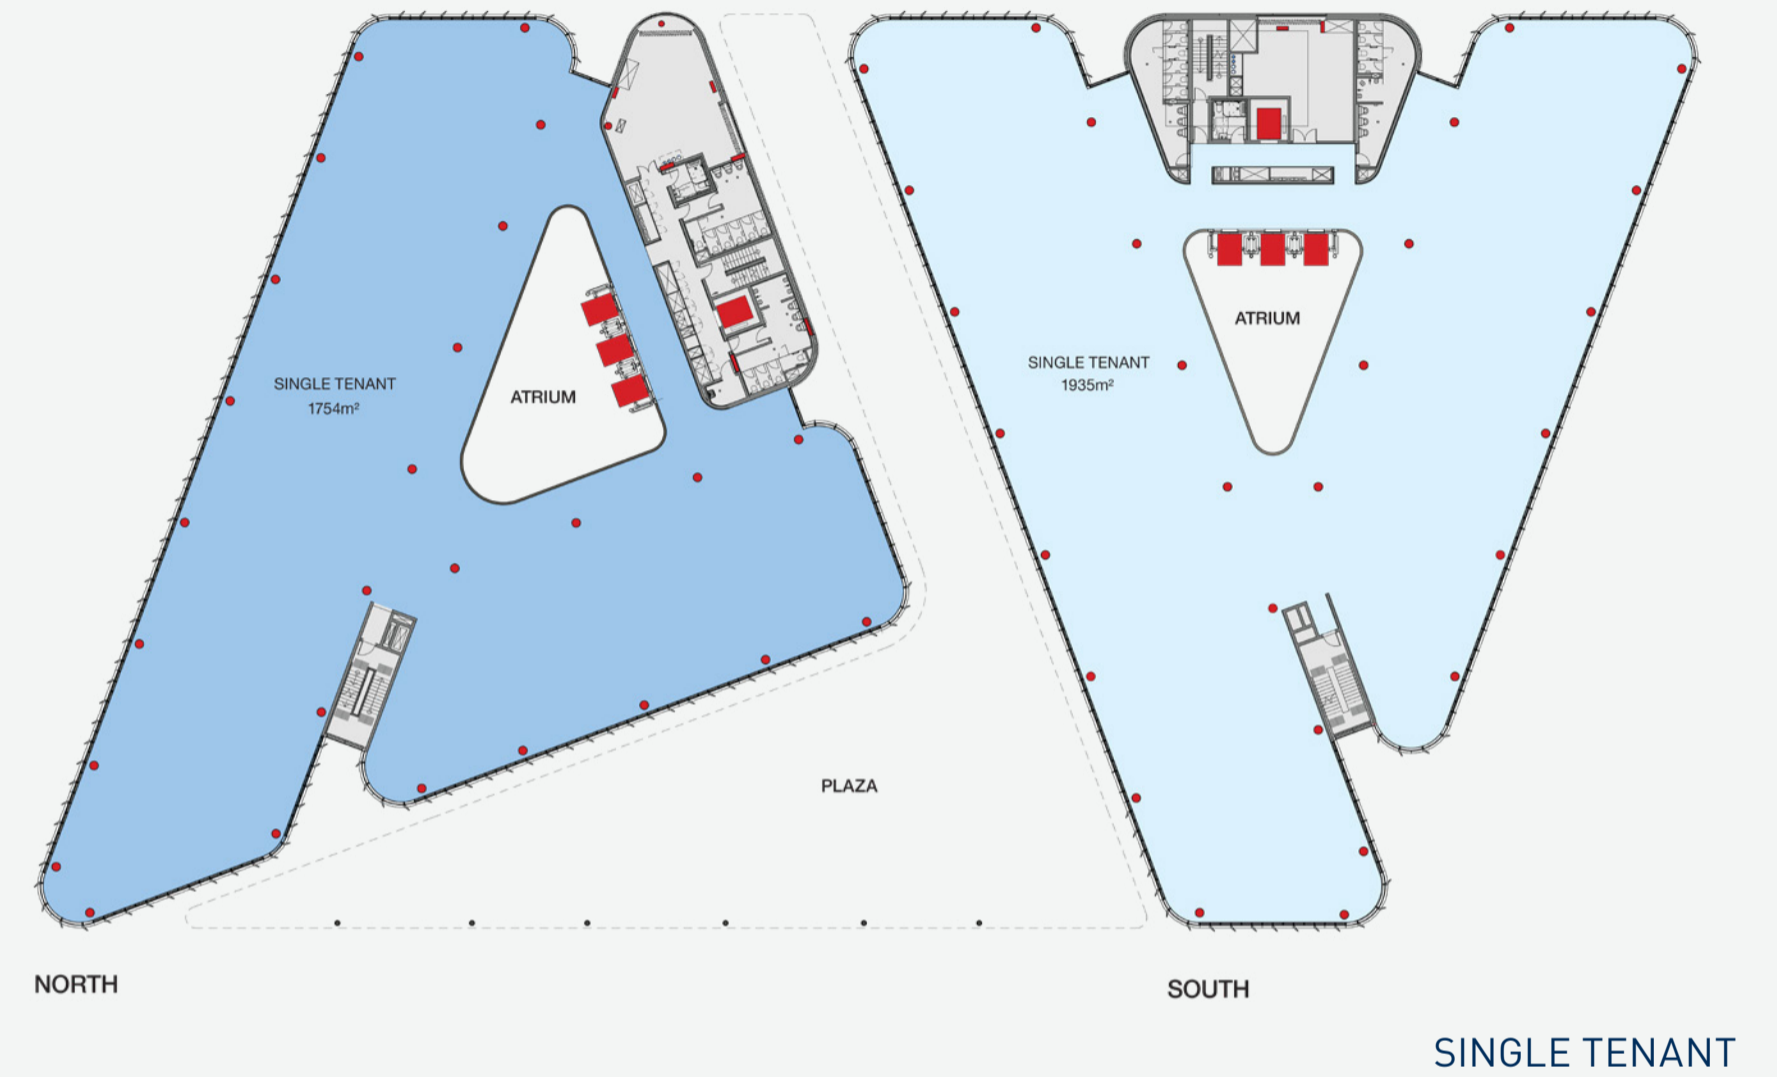 SINGLE TENANT
1754m²
ATRIUM
SINGLE TENANT
1935m²
ATRIUM
PLAZA
NORTH
SOUTH
SINGLE TENANT